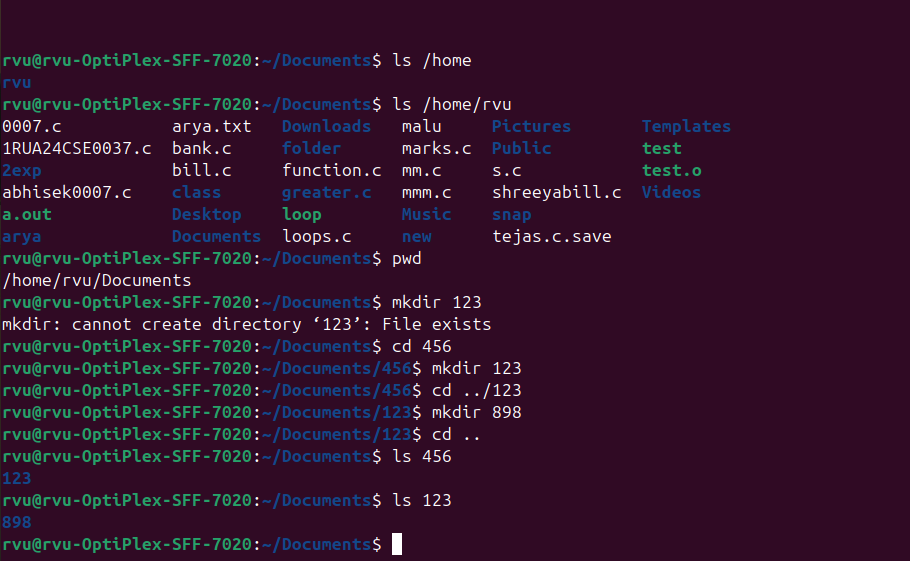 rvu@rvu-OptiPlex-SFF-7020:~/Documents$ ls /home
rvu
rvu@rvu-OptiPlex-SFF-7020:~/Documents$ ls /home/rvu
0007.c           arya.txt   Downloads   malu     Pictures       Templates
1RUA24CSE0037.c  bank.c     folder      marks.c  Public         test
2exp             bill.c     function.c  mm.c     s.c            test.o
abhisek0007.c    class      greater.c   mmm.c    shreeyabill.c  Videos
a.out            Desktop    loop        Music    snap
arya             Documents  loops.c     new      tejas.c.save
rvu@rvu-OptiPlex-SFF-7020:~/Documents$ pwd
/home/rvu/Documents
rvu@rvu-OptiPlex-SFF-7020:~/Documents$ mkdir 123
mkdir: cannot create directory ‘123’: File exists
rvu@rvu-OptiPlex-SFF-7020:~/Documents$ cd 456
rvu@rvu-OptiPlex-SFF-7020:~/Documents/456$ mkdir 123
rvu@rvu-OptiPlex-SFF-7020:~/Documents/456$ cd ../123
rvu@rvu-OptiPlex-SFF-7020:~/Documents/123$ mkdir 898
rvu@rvu-OptiPlex-SFF-7020:~/Documents/123$ cd ..
rvu@rvu-OptiPlex-SFF-7020:~/Documents$ ls 456
123
rvu@rvu-OptiPlex-SFF-7020:~/Documents$ ls 123
898
rvu@rvu-OptiPlex-SFF-7020:~/Documents$